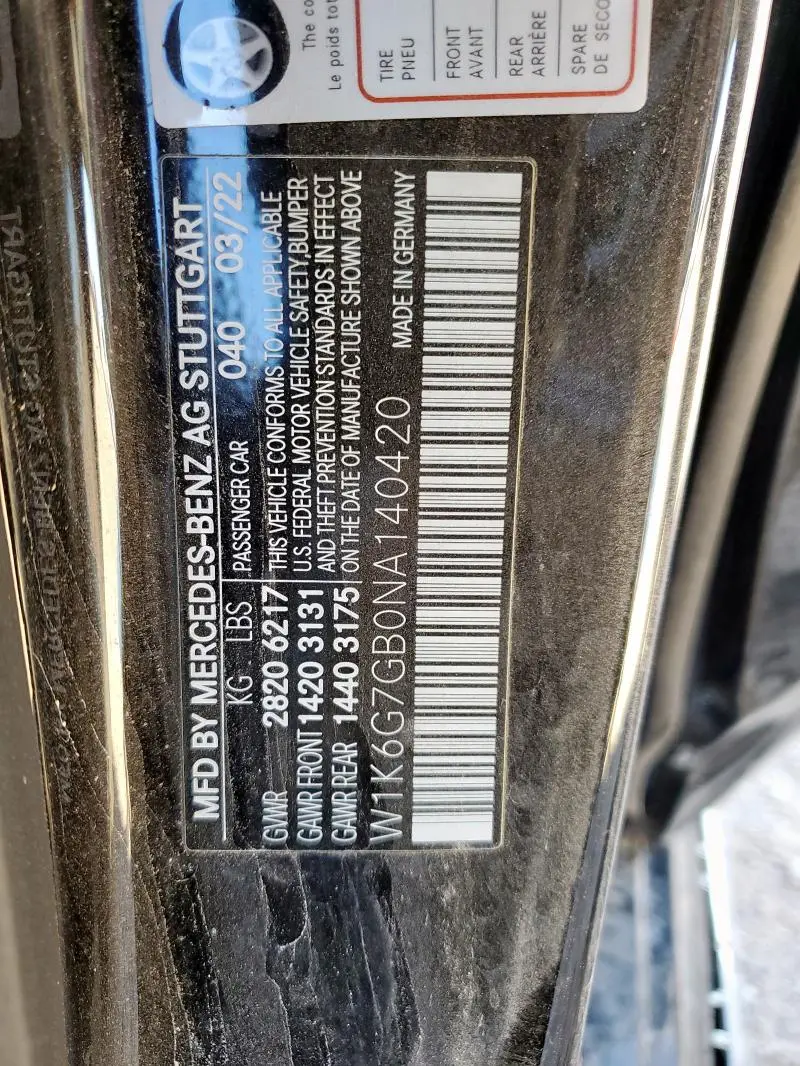 MFD BY MERCEDES-BENZ AG STUTTGART
KG LBS PASSENGER CAR 040 03/22
GVWR 2820 6217 THIS VEHICLE CONFORMS TO ALL APPLICABLE
GAWR FRONT 1420 3131 U.S. FEDERAL MOTOR VEHICLE SAFETY,BUMPER
AND THEFT PREVENTION STANDARDS IN EFFECT
GAWR REAR 1440 3175 ON THE DATE OF MANUFACTURE SHOWN ABOVE
W1K6G7GB0NA140420 MADE IN GERMANY
The co
Le poids tot
TIRE
PNEU
FRONT
AVANT
REAR
ARRIÈRE
SPARE
DE SECO